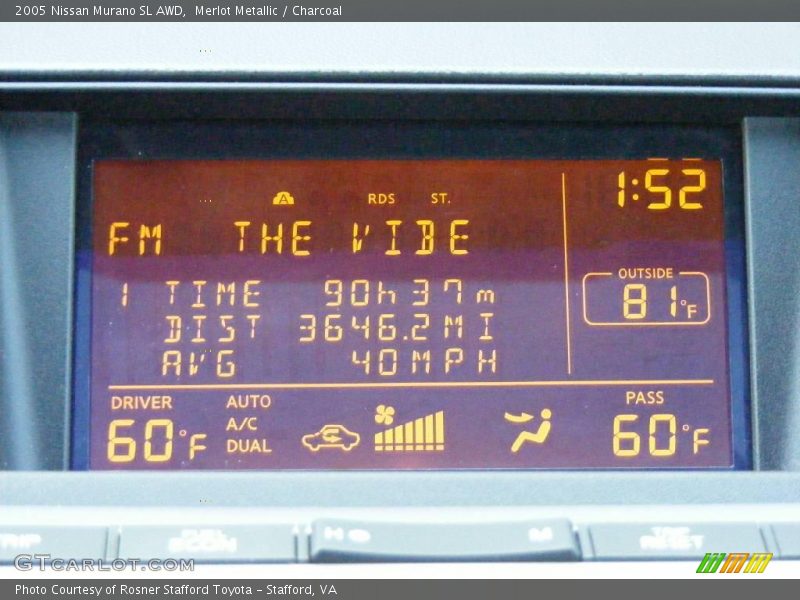 2005 Nissan Murano SL AWD, Merlot Metallic / Charcoal
A RDS ST. 1:52
FM THE VIBE
OUTSIDE
81°F
1 TIME 90h 37m
DIST 3646.2 MI
AVG 40 MPH
DRIVER AUTO PASS
A/C
60°F DUAL 60°F
TRIP
RESET
GTCARLOT.COM
Photo Courtesy of Rosner Stafford Toyota - Stafford, VA